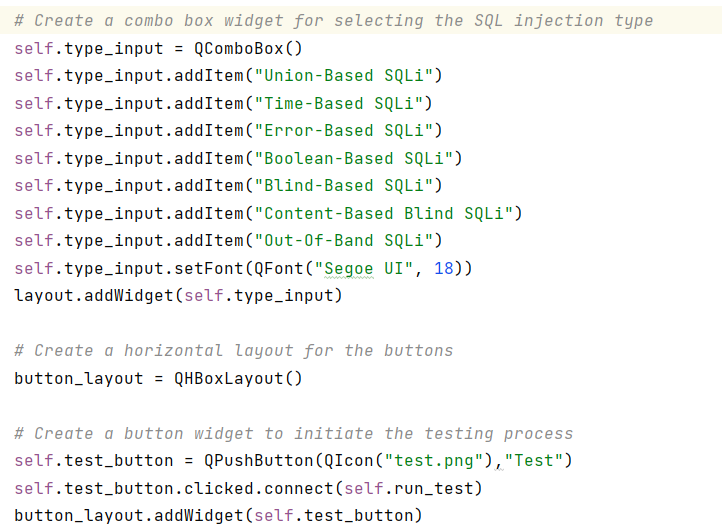 # Create a combo box widget for selecting the SQL injection type
self.type_input = QComboBox()
self.type_input.addItem("Union-Based SQLi")
self.type_input.addItem("Time-Based SQLi")
self.type_input.addItem("Error-Based SQLi")
self.type_input.addItem("Boolean-Based SQLi")
self.type_input.addItem("Blind-Based SQLi")
self.type_input.addItem("Content-Based Blind SQLi")
self.type_input.addItem("Out-Of-Band SQLi")
self.type_input.setFont(QFont("Segoe UI", 18))
layout.addWidget(self.type_input)

# Create a horizontal layout for the buttons
button_layout = QHBoxLayout()

# Create a button widget to initiate the testing process
self.test_button = QPushButton(QIcon("test.png"),"Test")
self.test_button.clicked.connect(self.run_test)
button_layout.addWidget(self.test_button)